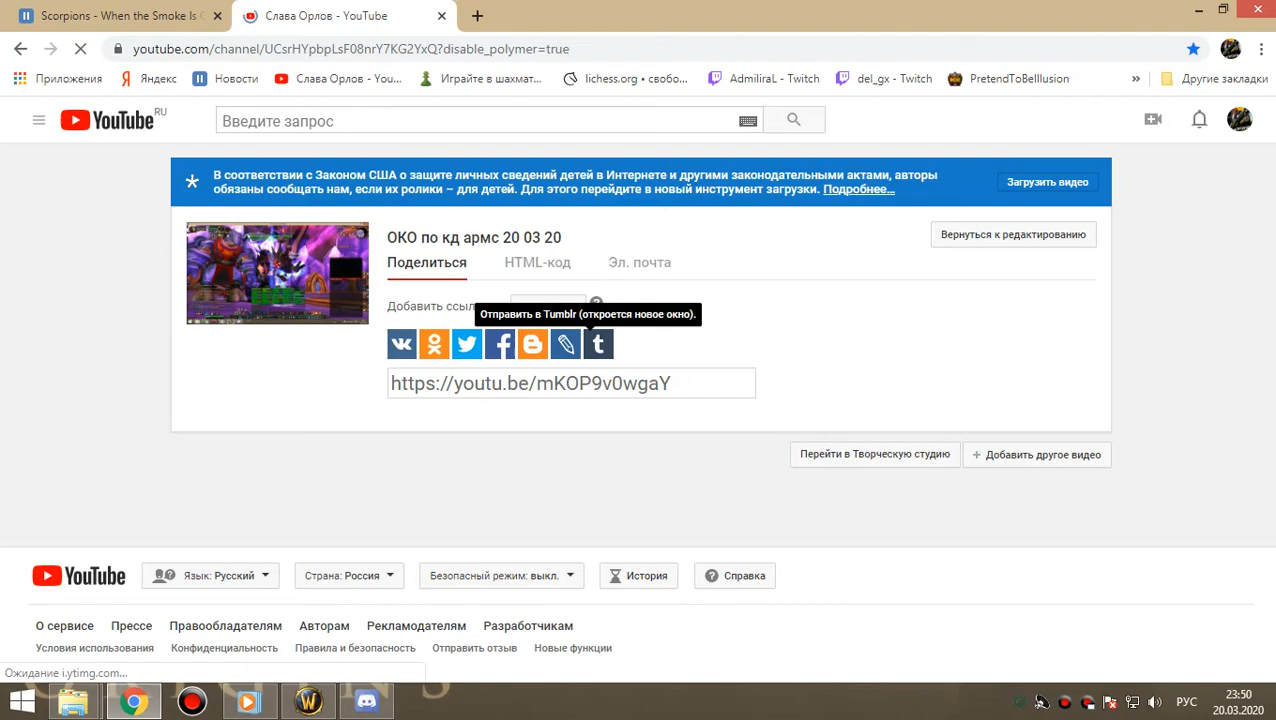 Scorpions - When the Smoke Is
Слава Орлов - YouTube
youtube.com/channel/UCsrHYpbpLsF08nrY7KG2YxQ?disable_polymer=true
Приложения
Яндекс
Новости
Слава Орлов - You...
Играйте в шахмат...
lichess.org • свобо...
AdmiraL - Twitch
del_gx - Twitch
PretendToBeIllusion
»
Другие закладки
YouTube RU
Введите запрос
В соответствии с Законом США о защите личных сведений детей в Интернете и другими законодательными актами, авторы
обязаны сообщать нам, если их ролики – для детей. Для этого перейдите в новый инструмент загрузки. Подробнее...
Загрузить видео
ОКО по кд армс 20 03 20
Вернуться к редактированию
Поделиться
HTML-код
Эл. почта
Добавить ссыл
Отправить в Tumblr (откроется новое окно).
https://youtu.be/mKOP9v0wgaY
Перейти в Творческую студию
+ Добавить другое видео
YouTube
Язык: Русский
Страна: Россия
Безопасный режим: выкл.
История
Справка
О сервисе
Прессе
Правообладателям
Авторам
Рекламодателям
Разработчикам
Условия использования
Конфиденциальность
Правила и безопасность
Отправить отзыв
Новые функции
Ожидание i.ytimg.com...
РУС
23:50
20.03.2020